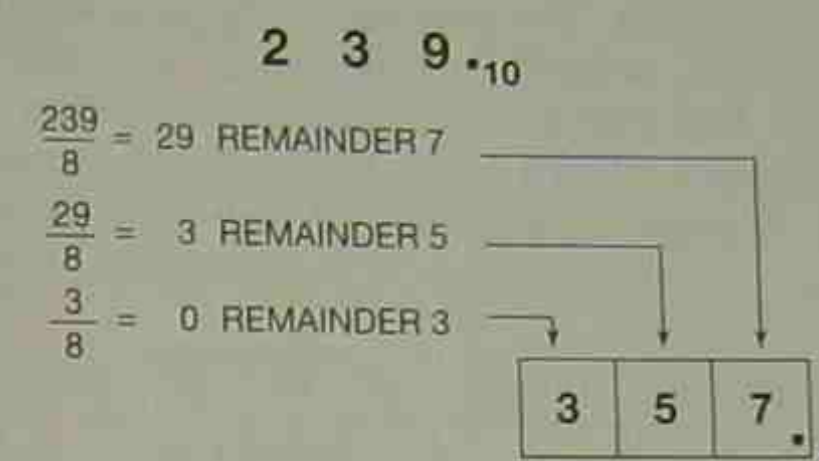 2 3 9.₁₀
239/8 = 29 REMAINDER 7
29/8 = 3 REMAINDER 5
3/8 = 0 REMAINDER 3
3 5 7.